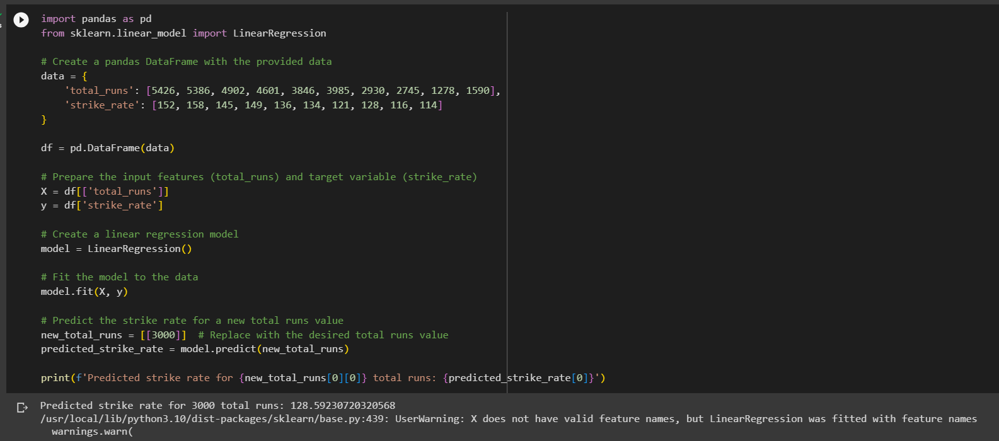 import pandas as pd
from sklearn.linear_model import LinearRegression
# Create a pandas DataFrame with the provided data
data = {
    'total_runs': [5426, 5386, 4902, 4601, 3846, 3985, 2930, 2745, 1278, 1590],
    'strike_rate': [152, 158, 145, 149, 136, 134, 121, 128, 116, 114]
}
df = pd.DataFrame(data)
# Prepare the input features (total_runs) and target variable (strike_rate)
X = df[['total_runs']]
y = df['strike_rate']
# Create a linear regression model
model = LinearRegression()
# Fit the model to the data
model.fit(X, y)
# Predict the strike rate for a new total runs value
new_total_runs = [[3000]]  # Replace with the desired total runs value
predicted_strike_rate = model.predict(new_total_runs)
print(f'Predicted strike rate for {new_total_runs[0][0]} total runs: {predicted_strike_rate[0]}')
Predicted strike rate for 3000 total runs: 128.59230720320568
/usr/local/lib/python3.10/dist-packages/sklearn/base.py:439: UserWarning: X does not have valid feature names, but LinearRegression was fitted with feature names
  warnings.warn(